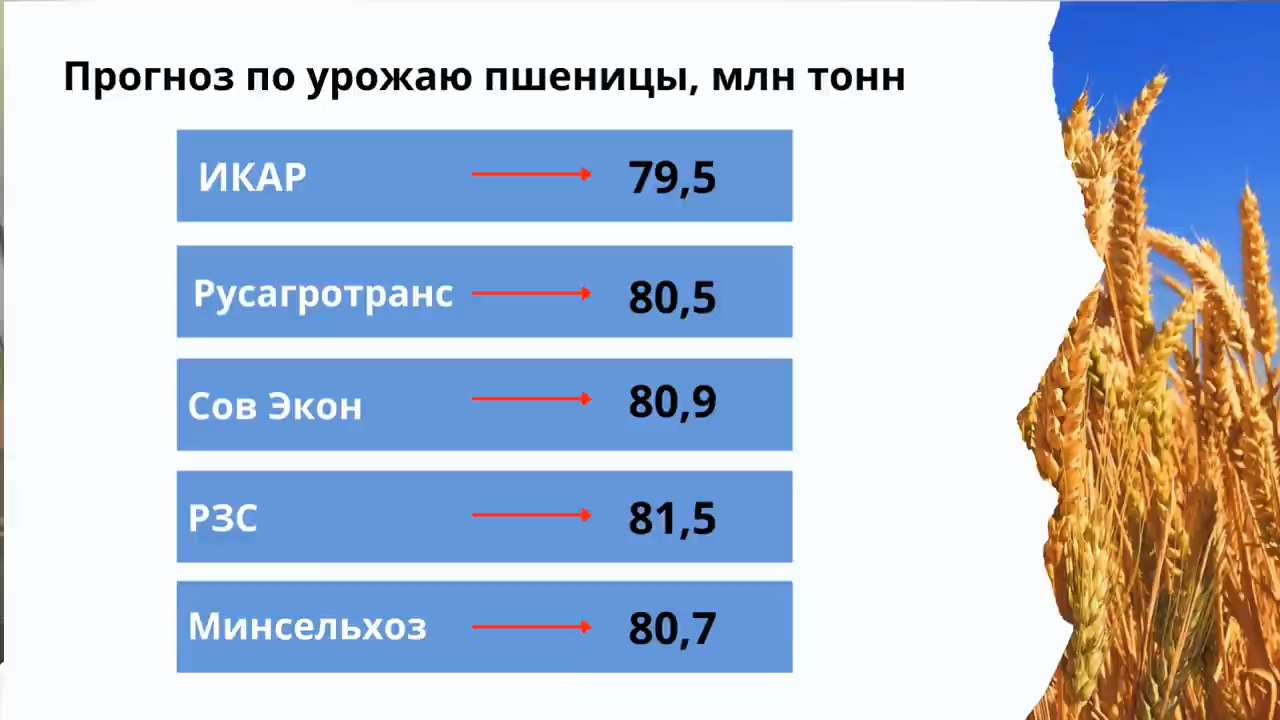 Прогноз по урожаю пшеницы, млн тонн
ИКАР 79,5
Русагротранс 80,5
Сов Экон 80,9
РЗС 81,5
Минсельхоз 80,7